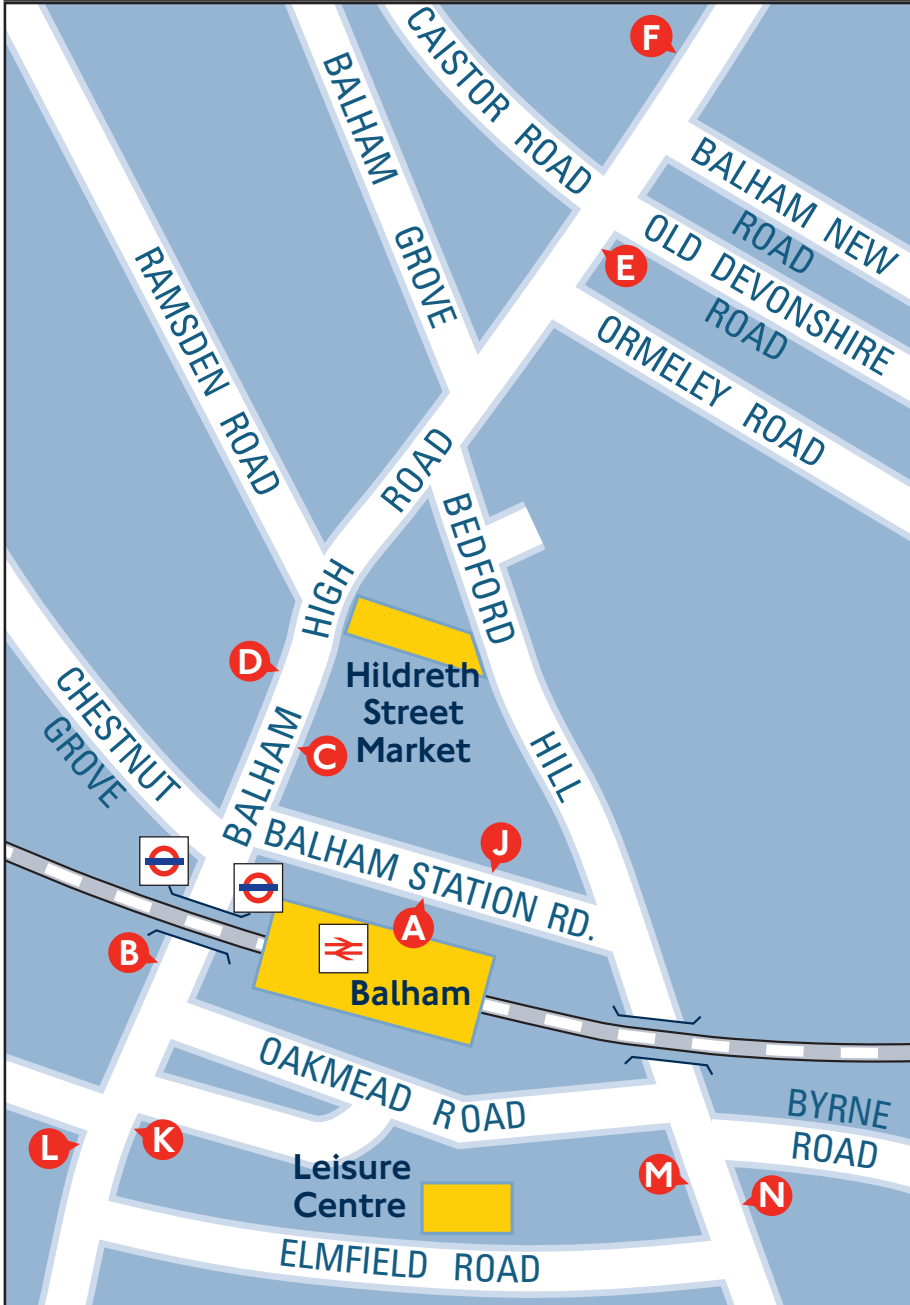 F
CAISTOR ROAD
BALHAM GROVE
BALHAM NEW
ROAD
OLD DEVONSHIRE
ROAD
E
ORMELEY ROAD
RAMSDEN ROAD
BALHAM HIGH ROAD
BEDFORD HILL
D
Hildreth
Street
Market
C
CHESTNUT
GROVE
BALHAM STATION RD.
J
A
B
Balham
OAKMEAD ROAD
BYRNE
ROAD
L
K
Leisure
Centre
M
N
ELMFIELD ROAD